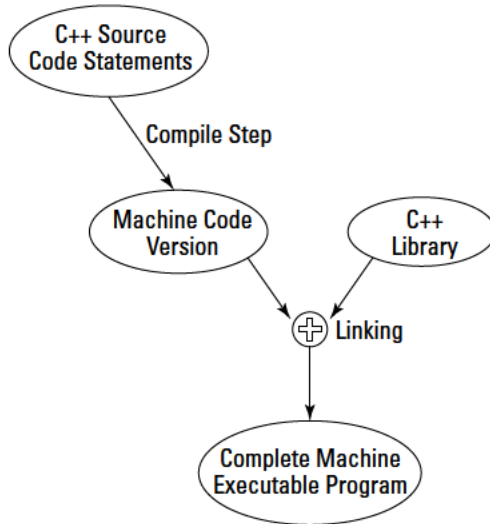 C++ Source
Code Statements
Compile Step
Machine Code
Version
C++
Library
Linking
Complete Machine
Executable Program